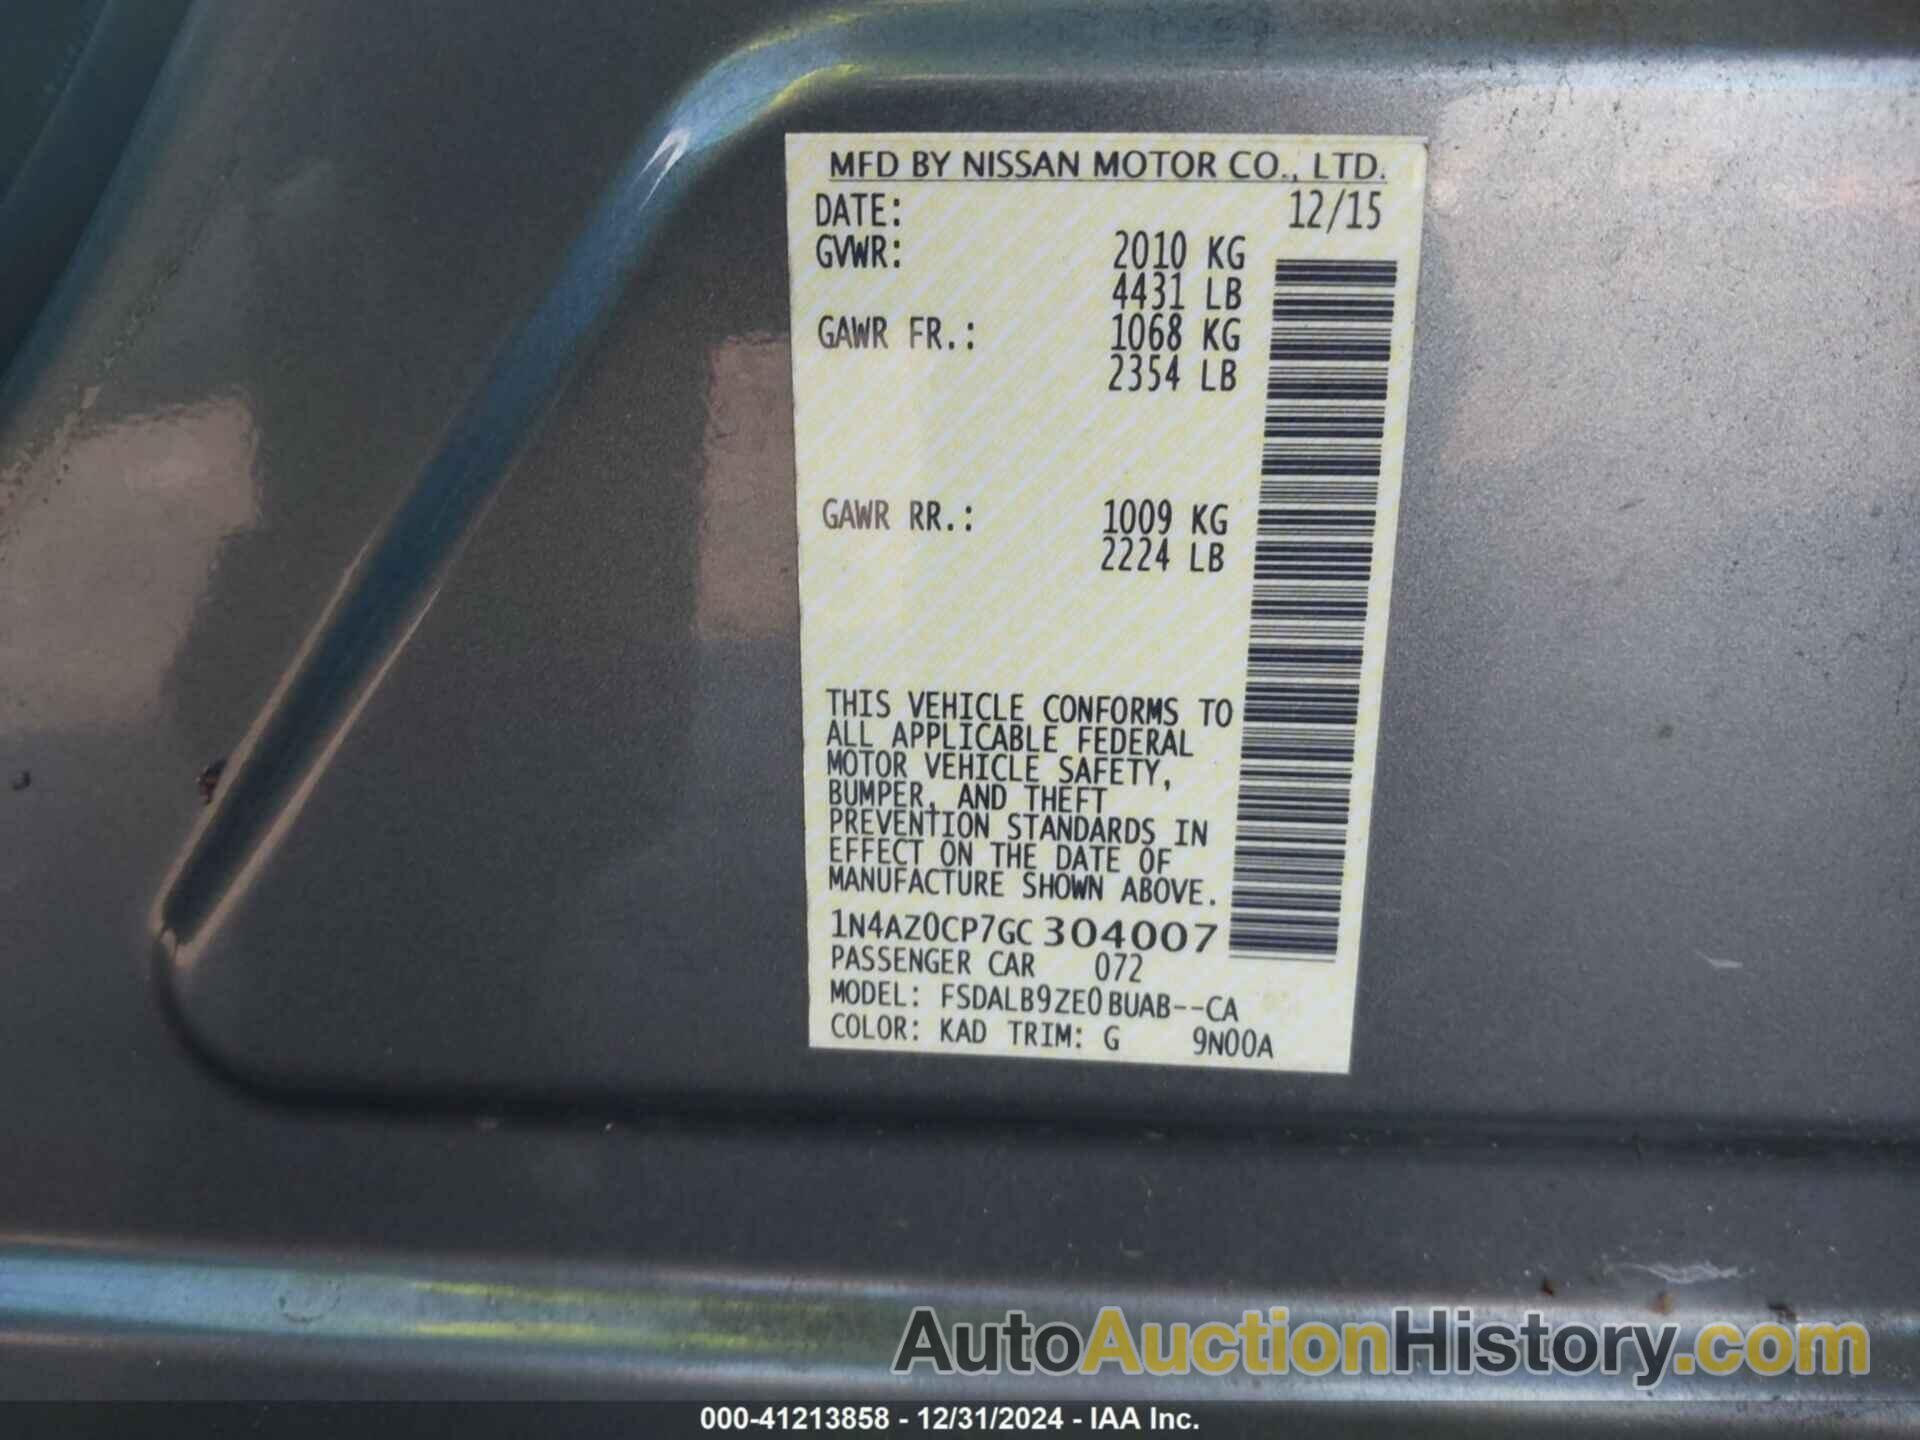 MFD BY NISSAN MOTOR CO., LTD.
DATE: 12/15
GVWR: 2010 KG
4431 LB
GAWR FR.: 1068 KG
2354 LB
GAWR RR.: 1009 KG
2224 LB
THIS VEHICLE CONFORMS TO
ALL APPLICABLE FEDERAL
MOTOR VEHICLE SAFETY,
BUMPER, AND THEFT
PREVENTION STANDARDS IN
EFFECT ON THE DATE OF
MANUFACTURE SHOWN ABOVE.
1N4AZ0CP7GC304007
PASSENGER CAR 072
MODEL: FSDALB9ZE0BUAB--CA
COLOR: KAD TRIM: G 9N00A
AutoAuctionHistory.com
000-41213858 - 12/31/2024 - IAA Inc.